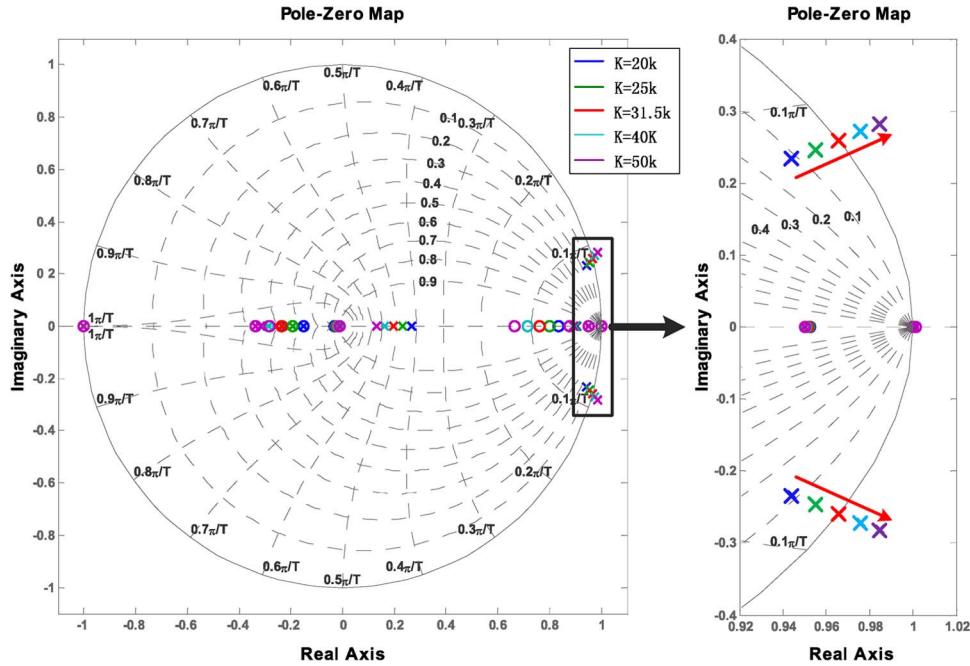 Pole-Zero Map
Pole-Zero Map
Imaginary Axis
1
0.8
0.6
0.4
0.2
0
-0.2
-0.4
-0.6
-0.8
-1
-1
-0.8
-0.6
-0.4
-0.2
0
0.2
0.4
0.6
0.8
1
Real Axis
0.5π/T
0.6π/T
0.4π/T
0.7π/T
0.1
0.3π/T
0.2
0.8π/T
0.3
0.2π/T
0.4
0.5
0.6
0.7
0.9π/T
0.8
0.1π/T
0.9
1π/T
1π/T
0.9π/T
0.1π/T
0.8π/T
0.2π/T
0.7π/T
0.3π/T
0.6π/T
0.4π/T
0.5π/T
K=20k
K=25k
K=31.5k
K=40K
K=50k
Imaginary Axis
0.4
0.3
0.2
0.1
0
-0.1
-0.2
-0.3
-0.4
0.92
0.94
0.96
0.98
1
1.02
Real Axis
0.1π/T
0.1
0.2
0.3
0.4
0.1π/T